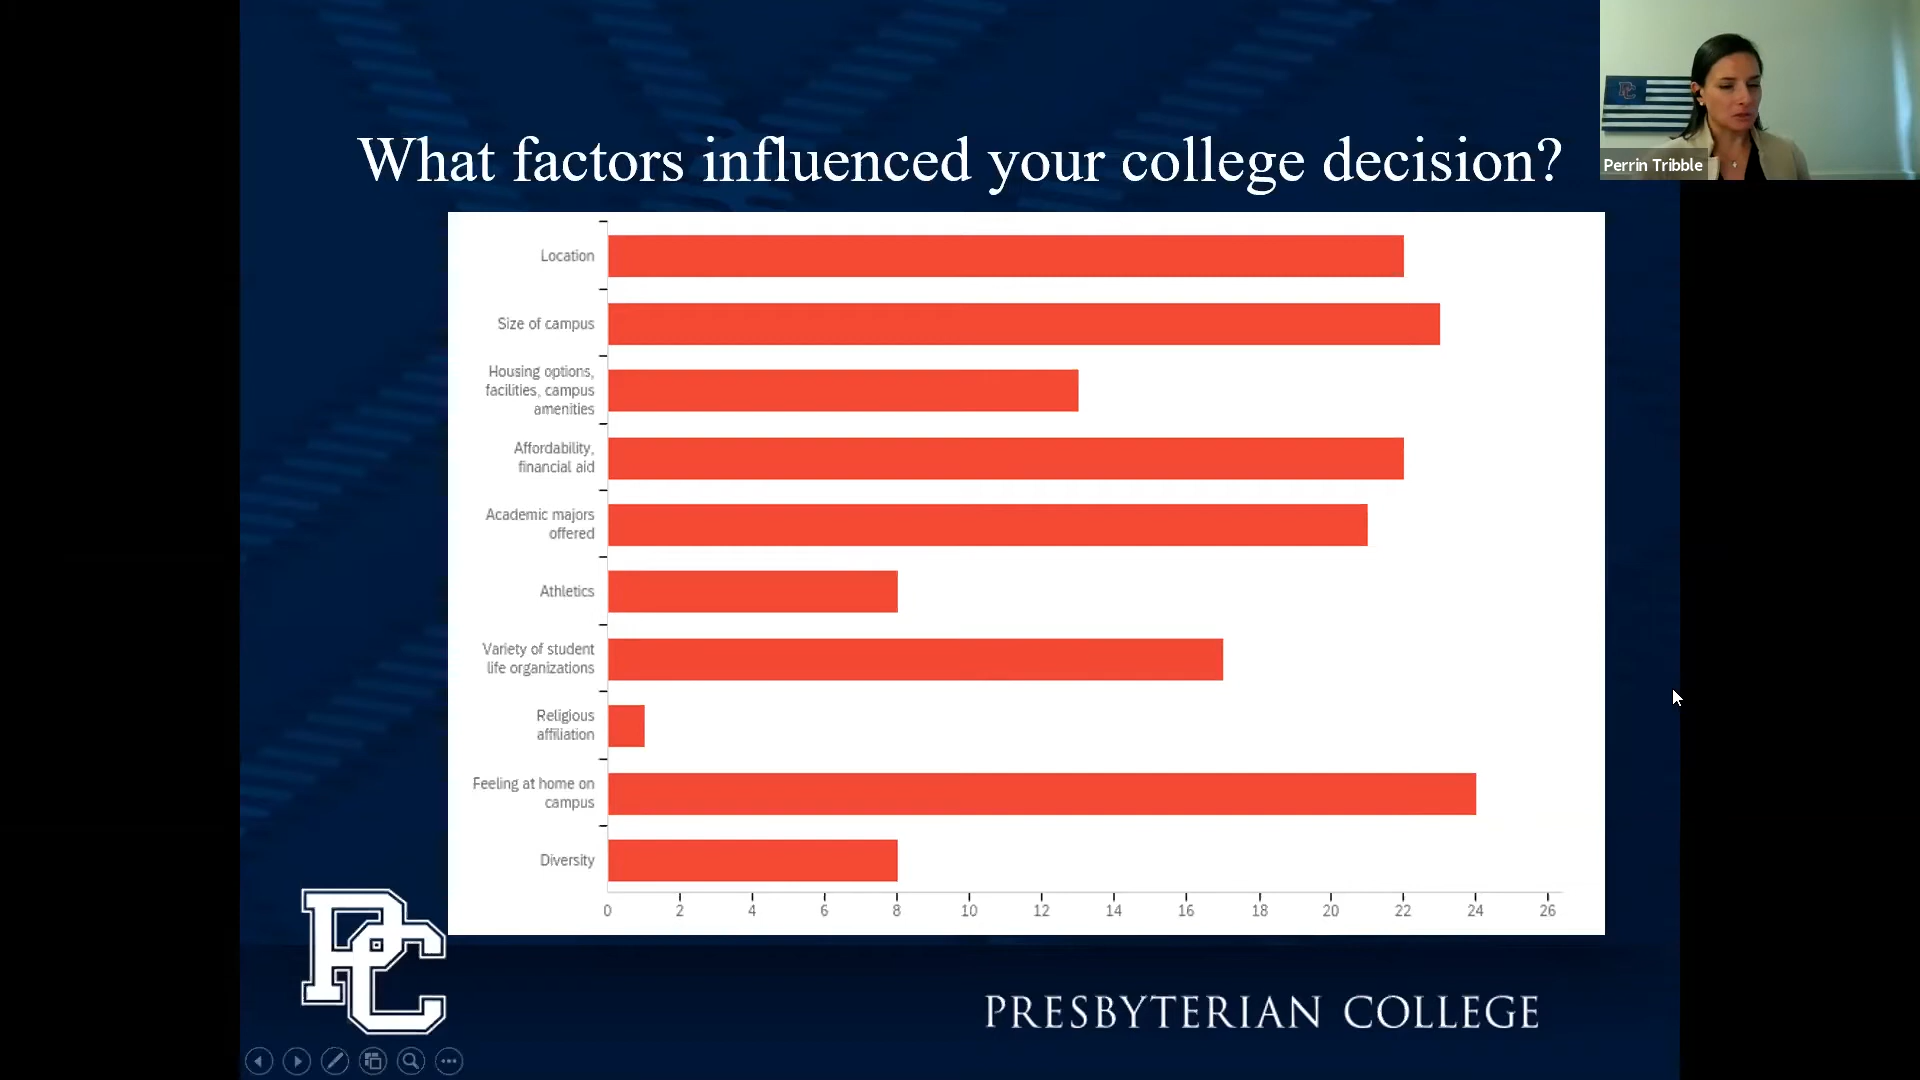 What factors influenced your college decision?
PC
Perrin Tribble
Location
Size of campus
Housing options,
facilities, campus
amenities
Affordability,
financial aid
Academic majors
offered
Athletics
Variety of student
life organizations
Religious
affiliation
Feeling at home on
campus
Diversity
0 2 4 6 8 10 12 14 16 18 20 22 24 26
PC
PRESBYTERIAN COLLEGE